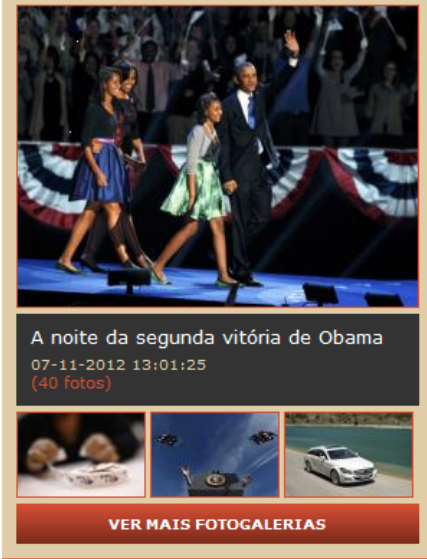 A noite da segunda vitória de Obama
07-11-2012 13:01:25
(40 fotos)
VER MAIS FOTOGALERIAS